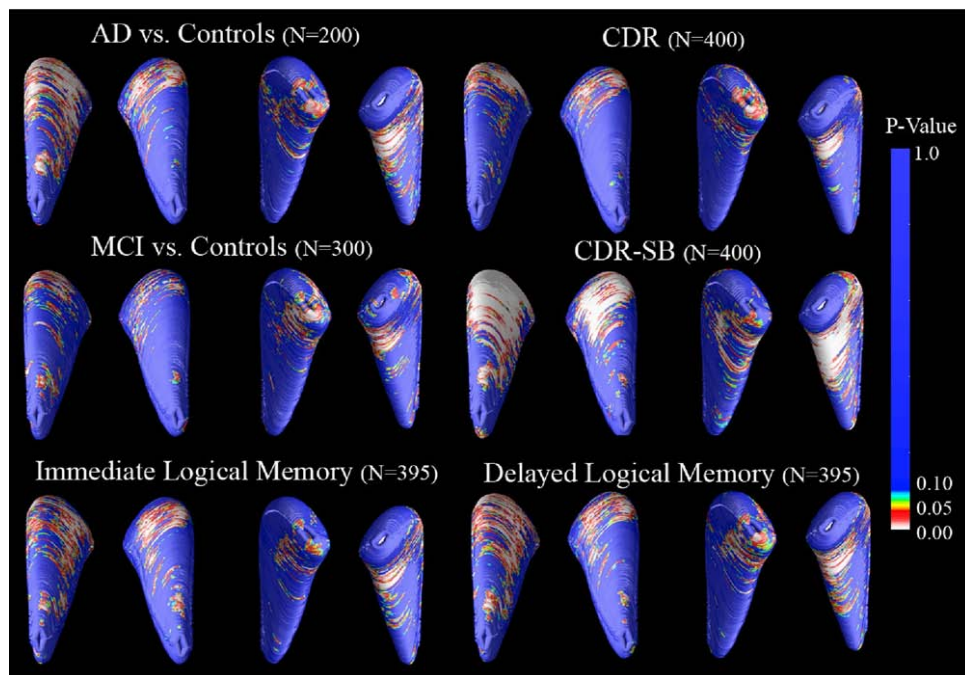 AD vs. Controls (N=200)
CDR (N=400)
P-Value
1.0
MCI vs. Controls (N=300)
CDR-SB (N=400)
Immediate Logical Memory (N=395)
Delayed Logical Memory (N=395)
0.10
0.05
0.00